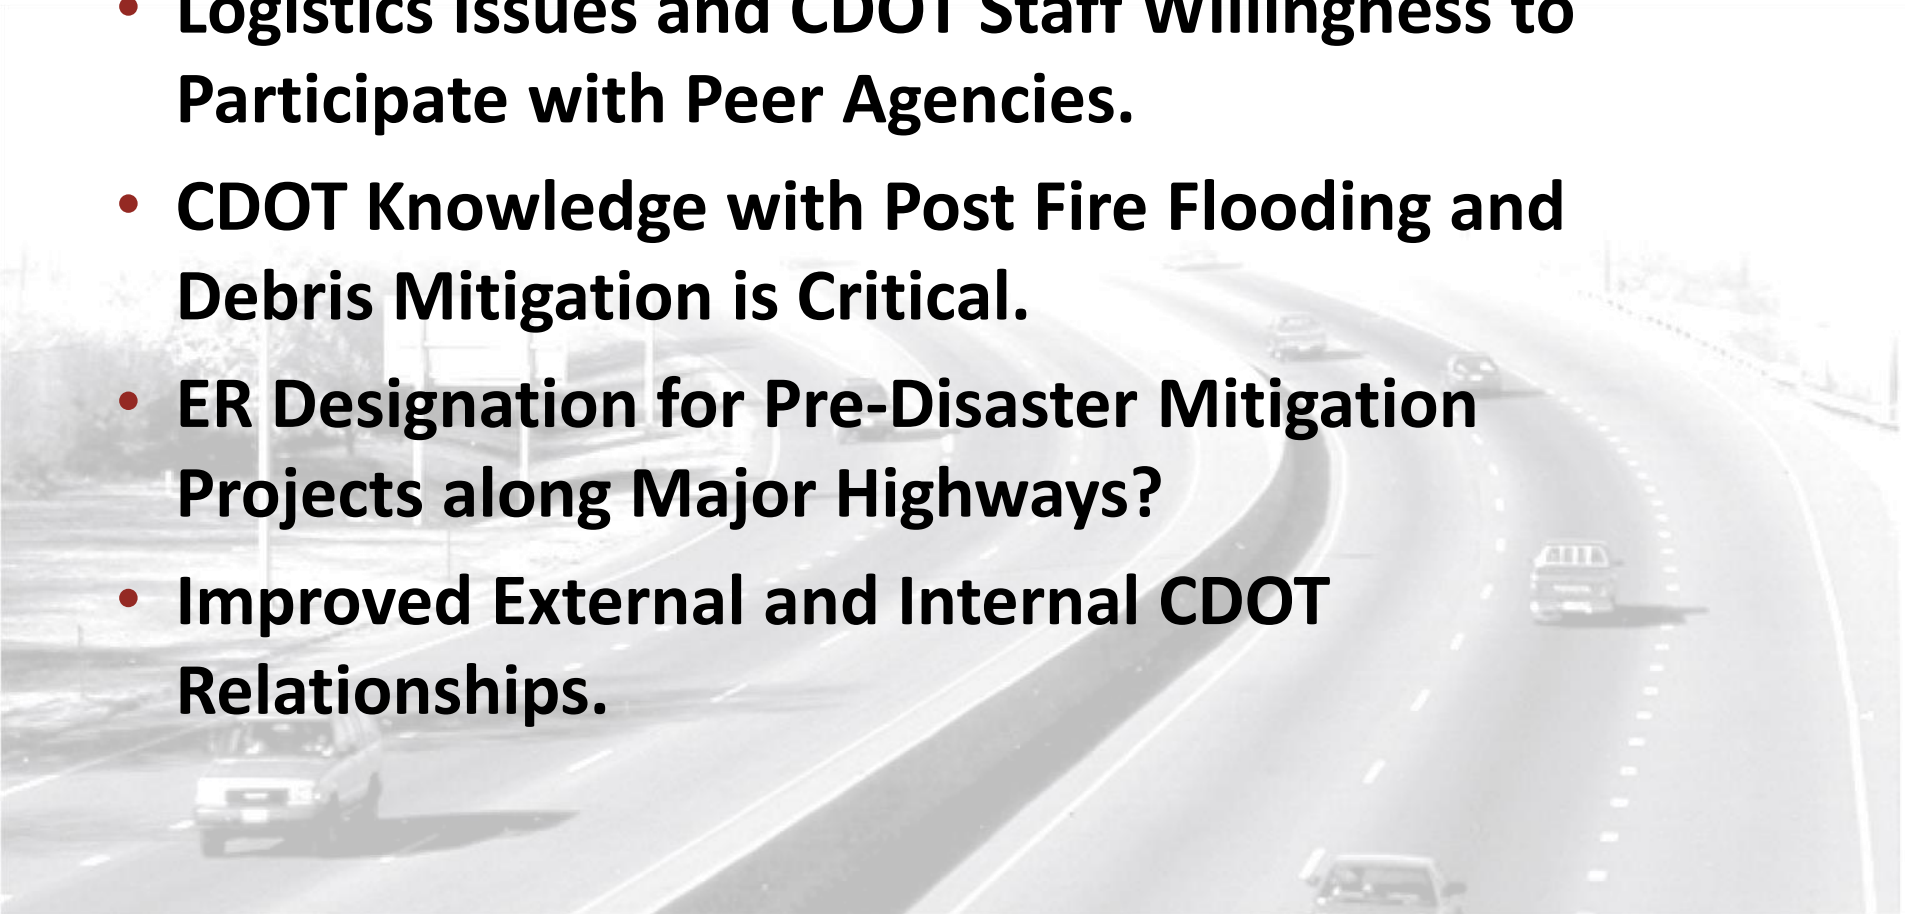 • Logistics Issues and CDOT Staff Willingness to
Participate with Peer Agencies.
• CDOT Knowledge with Post Fire Flooding and
Debris Mitigation is Critical.
• ER Designation for Pre-Disaster Mitigation
Projects along Major Highways?
• Improved External and Internal CDOT
Relationships.